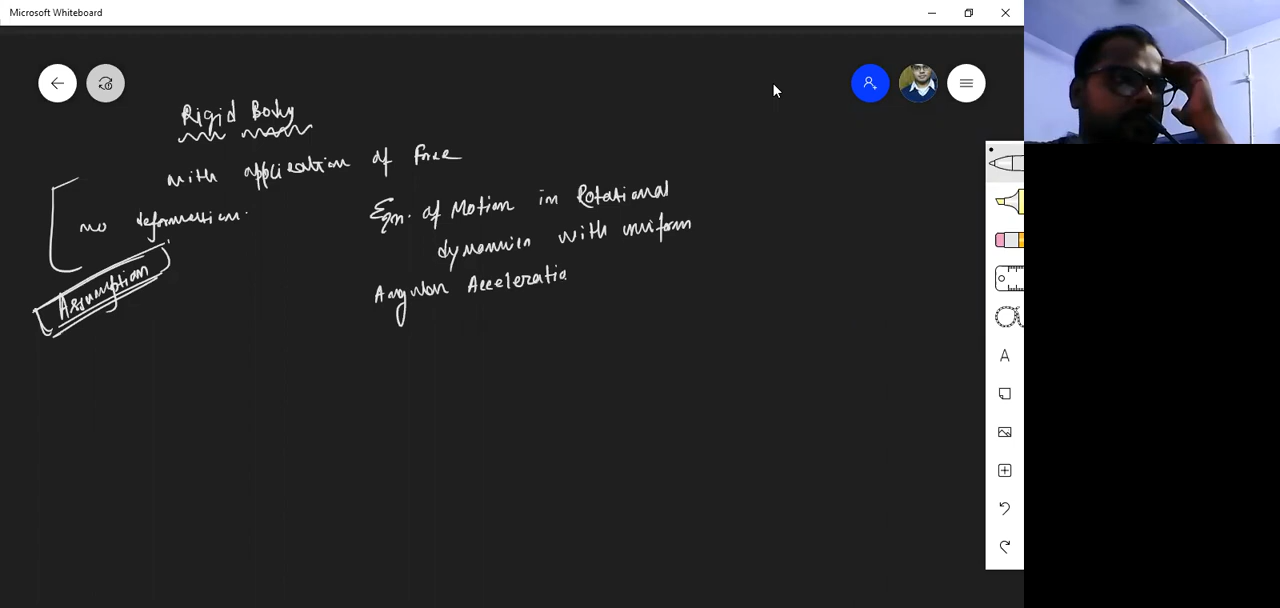 Microsoft Whiteboard
Rigid Body
with application of force
no deformation.
Assumption
Eqn. of Motion in Rotational
dynamics with uniform
Angular Acceleratio
A